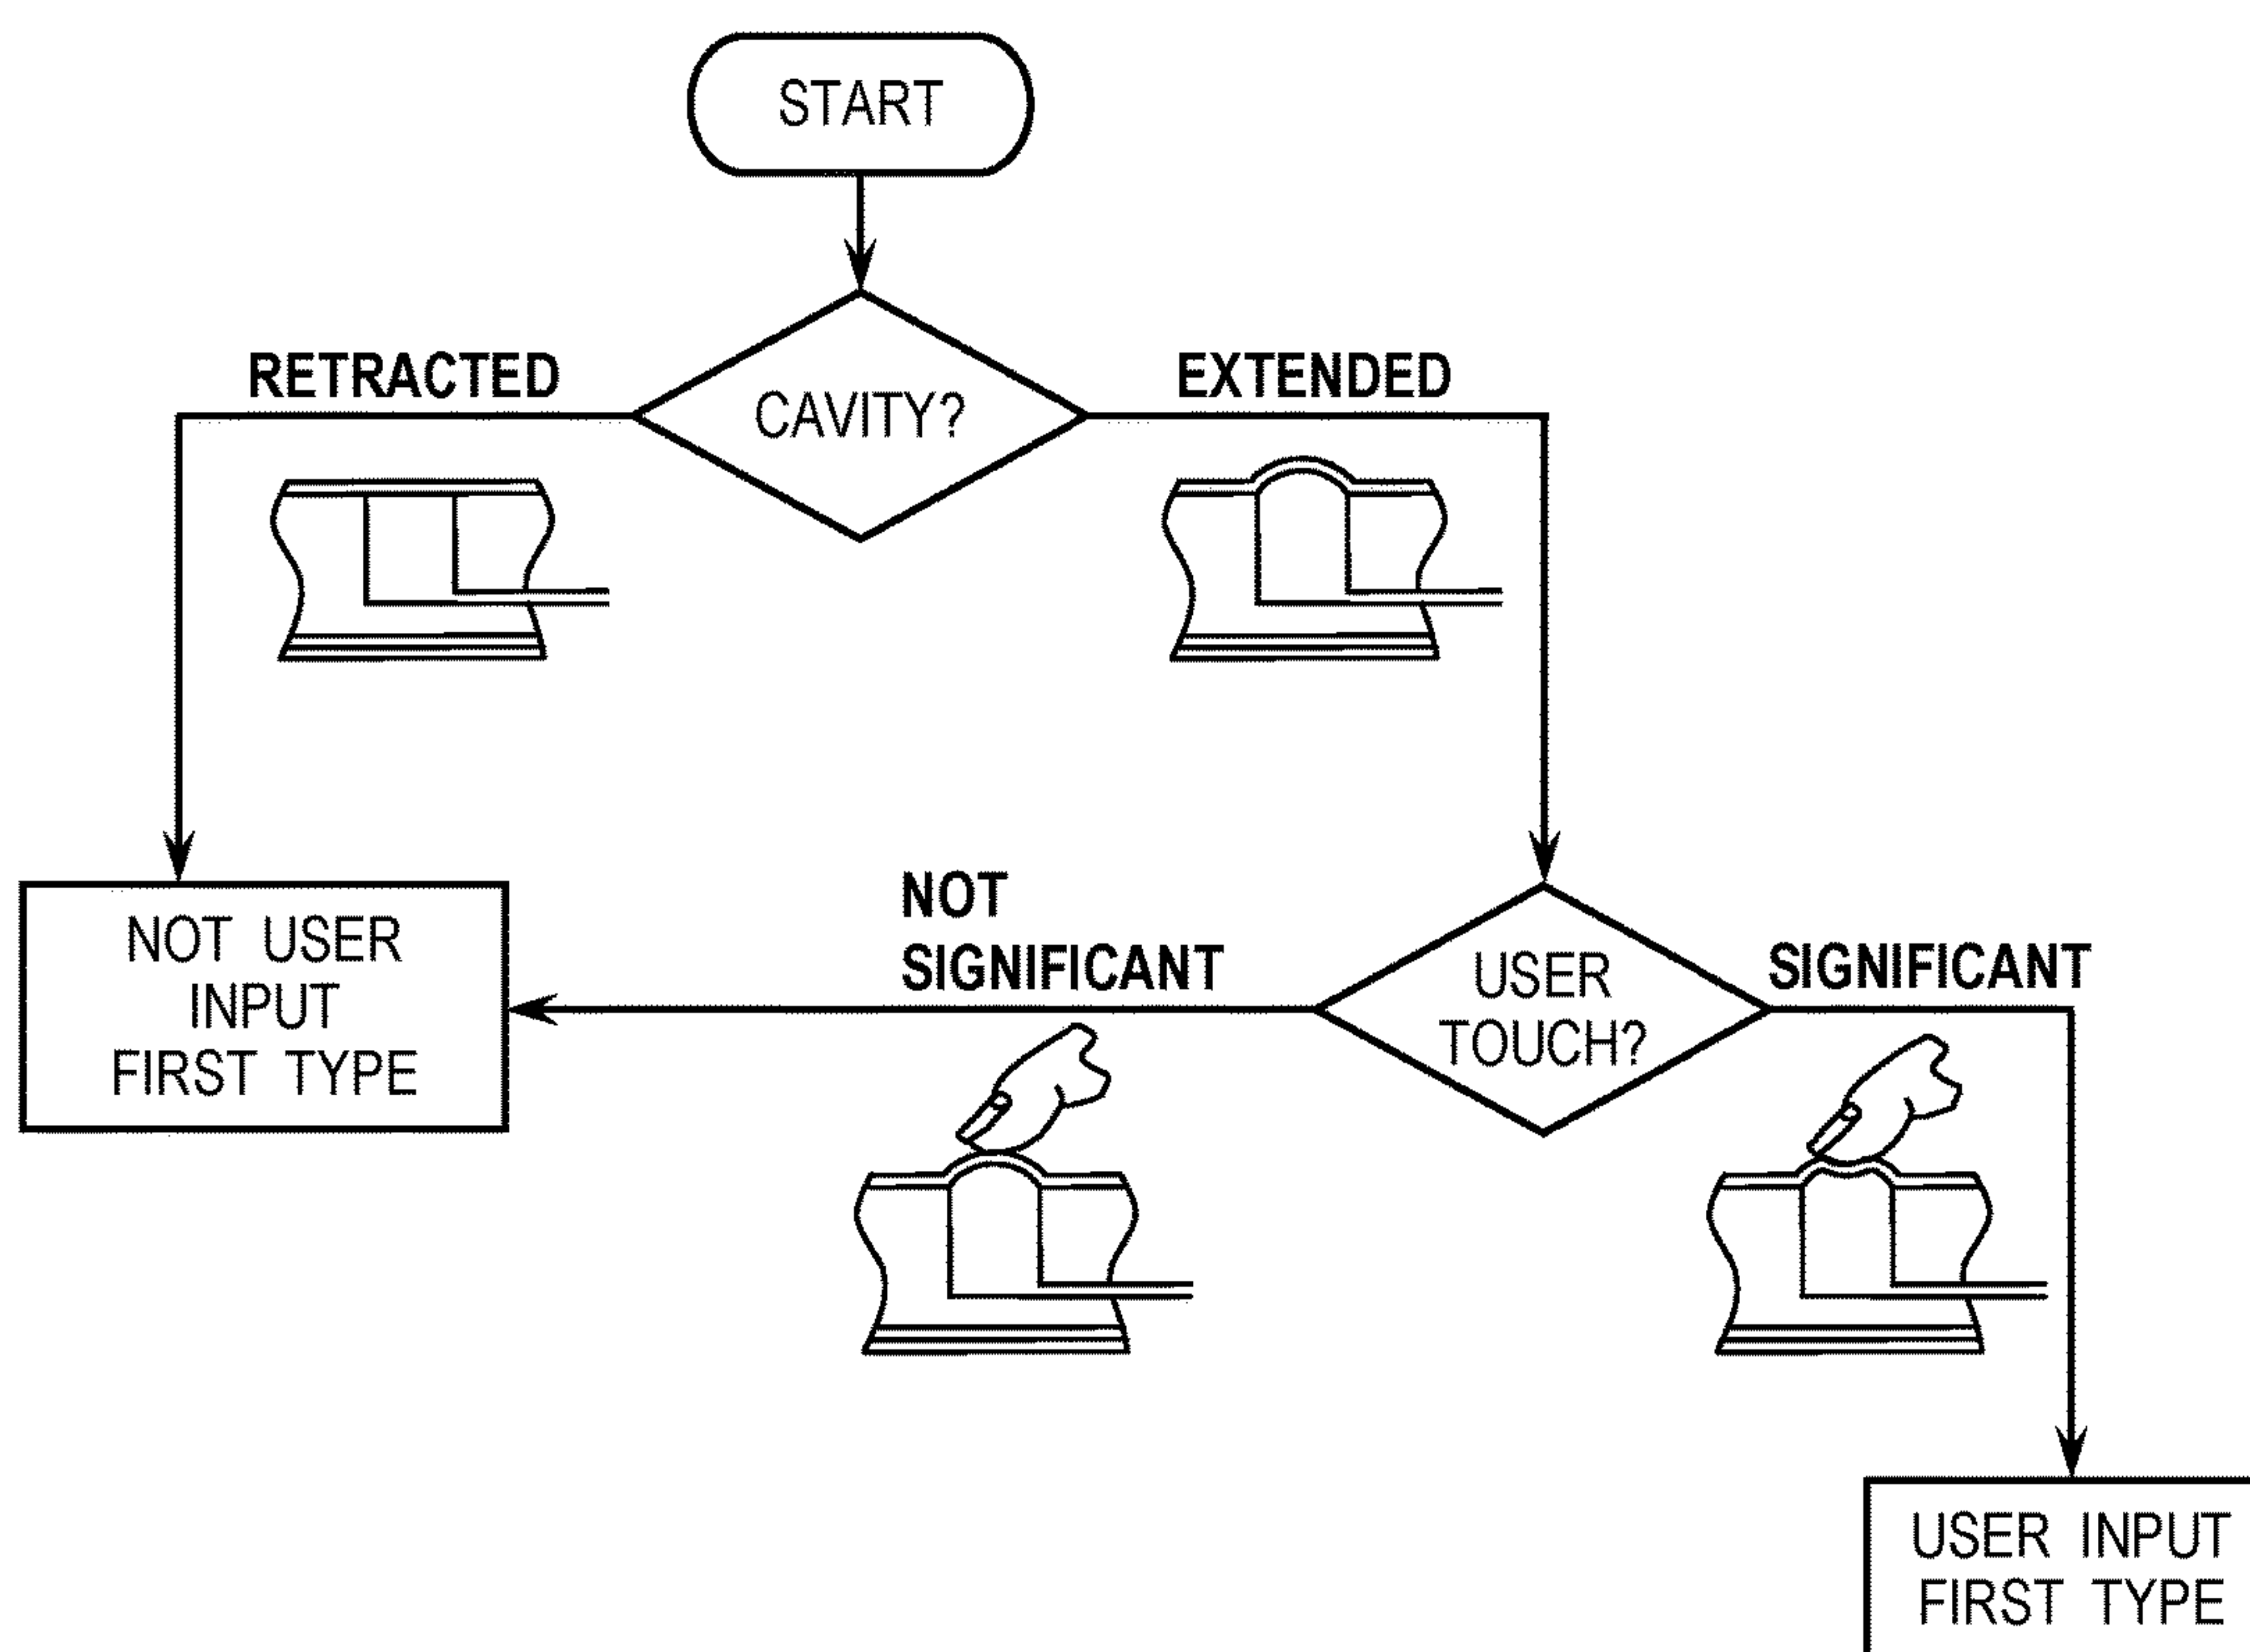 START
RETRACTED
CAVITY?
EXTENDED
NOT USER
INPUT
FIRST TYPE
NOT
SIGNIFICANT
USER
TOUCH?
SIGNIFICANT
USER INPUT
FIRST TYPE